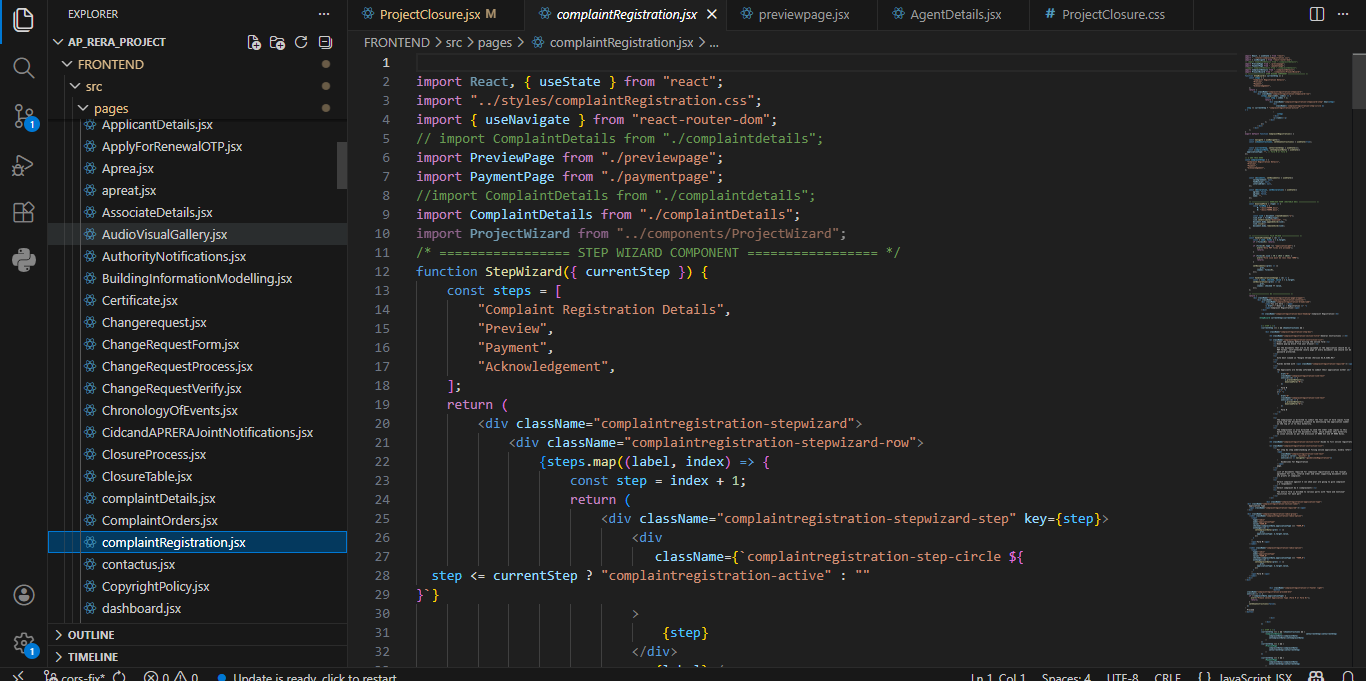 EXPLORER
AP_RERA_PROJECT
FRONTEND
src
pages
ApplicantDetails.jsx
ApplyForRenewalOTP.jsx
Aprea.jsx
apreat.jsx
AssociateDetails.jsx
AudioVisualGallery.jsx
AuthorityNotifications.jsx
BuildingInformationModelling.jsx
Certificate.jsx
Changerequest.jsx
ChangeRequestForm.jsx
ChangeRequestProcess.jsx
ChangeRequestVerify.jsx
ChronologyOfEvents.jsx
CidcandAPRERAJointNotifications.jsx
ClosureProcess.jsx
ClosureTable.jsx
complaintDetails.jsx
ComplaintOrders.jsx
complaintRegistration.jsx
contactus.jsx
CopyrightPolicy.jsx
dashboard.jsx
OUTLINE
TIMELINE
1
1
ProjectClosure.jsx M
complaintRegistration.jsx
previewpage.jsx
AgentDetails.jsx
# ProjectClosure.css
FRONTEND > src > pages > complaintRegistration.jsx > ...
1
2 import React, { useState } from "react";
3 import "../styles/complaintRegistration.css";
4 import { useNavigate } from "react-router-dom";
5 // import ComplaintDetails from "./complaintdetails";
6 import PreviewPage from "./previewpage";
7 import PaymentPage from "./paymentpage";
8 //import ComplaintDetails from "./complaintdetails";
9 import ComplaintDetails from "./complaintDetails";
10 import ProjectWizard from "../components/ProjectWizard";
11 /* ================= STEP WIZARD COMPONENT ================= */
12 function StepWizard({ currentStep }) {
13 const steps = [
14 "Complaint Registration Details",
15 "Preview",
16 "Payment",
17 "Acknowledgement",
18 ];
19 return (
20 <div className="complaintregistration-stepwizard">
21 <div className="complaintregistration-stepwizard-row">
22 {steps.map((label, index) => {
23 const step = index + 1;
24 return (
25 <div className="complaintregistration-stepwizard-step" key={step}>
26 <div
27 className={`complaintregistration-step-circle ${
28 step <= currentStep ? "complaintregistration-active" : ""
29 }`}
30 >
31 {step}
32 </div>
cors-fix* 0 0 Update is ready, click to restart. Ln 1, Col 1 Spaces: 4 UTF-8 CRLF { } JavaScript JSX